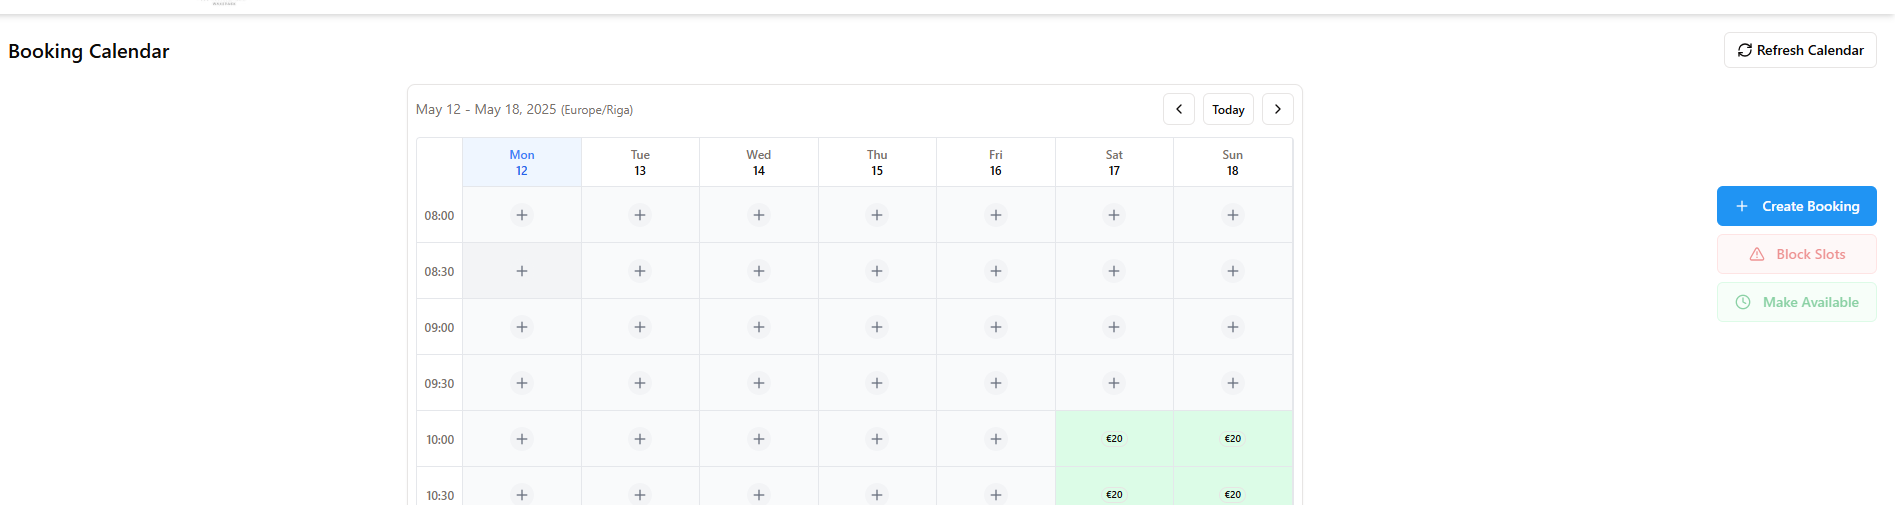 Booking Calendar
Refresh Calendar
May 12 - May 18, 2025 (Europe/Riga)
Today
Mon Tue Wed Thu Fri Sat Sun
12 13 14 15 16 17 18
08:00
08:30
09:00
09:30
10:00 €20 €20
10:30 €20 €20
Create Booking
Block Slots
Make Available